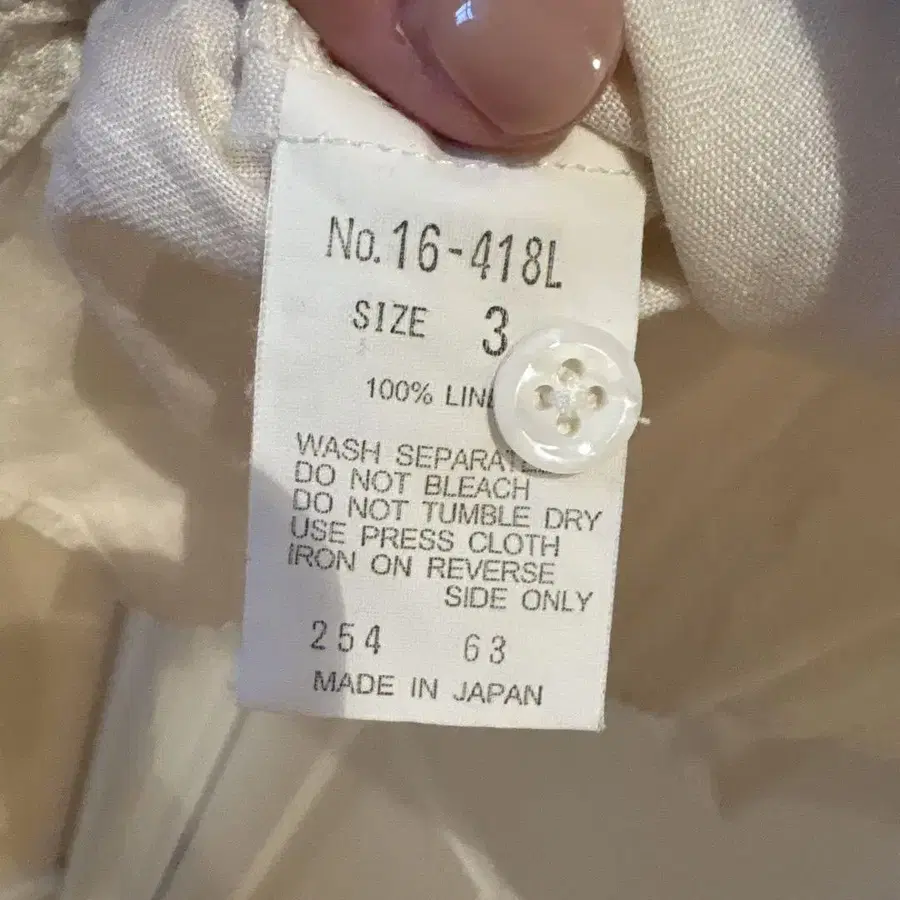 No.16-418L
SIZE 3
100% LINE
WASH SEPARATE
DO NOT BLEACH
DO NOT TUMBLE DRY
USE PRESS CLOTH
IRON ON REVERSE
SIDE ONLY
254 63
MADE IN JAPAN